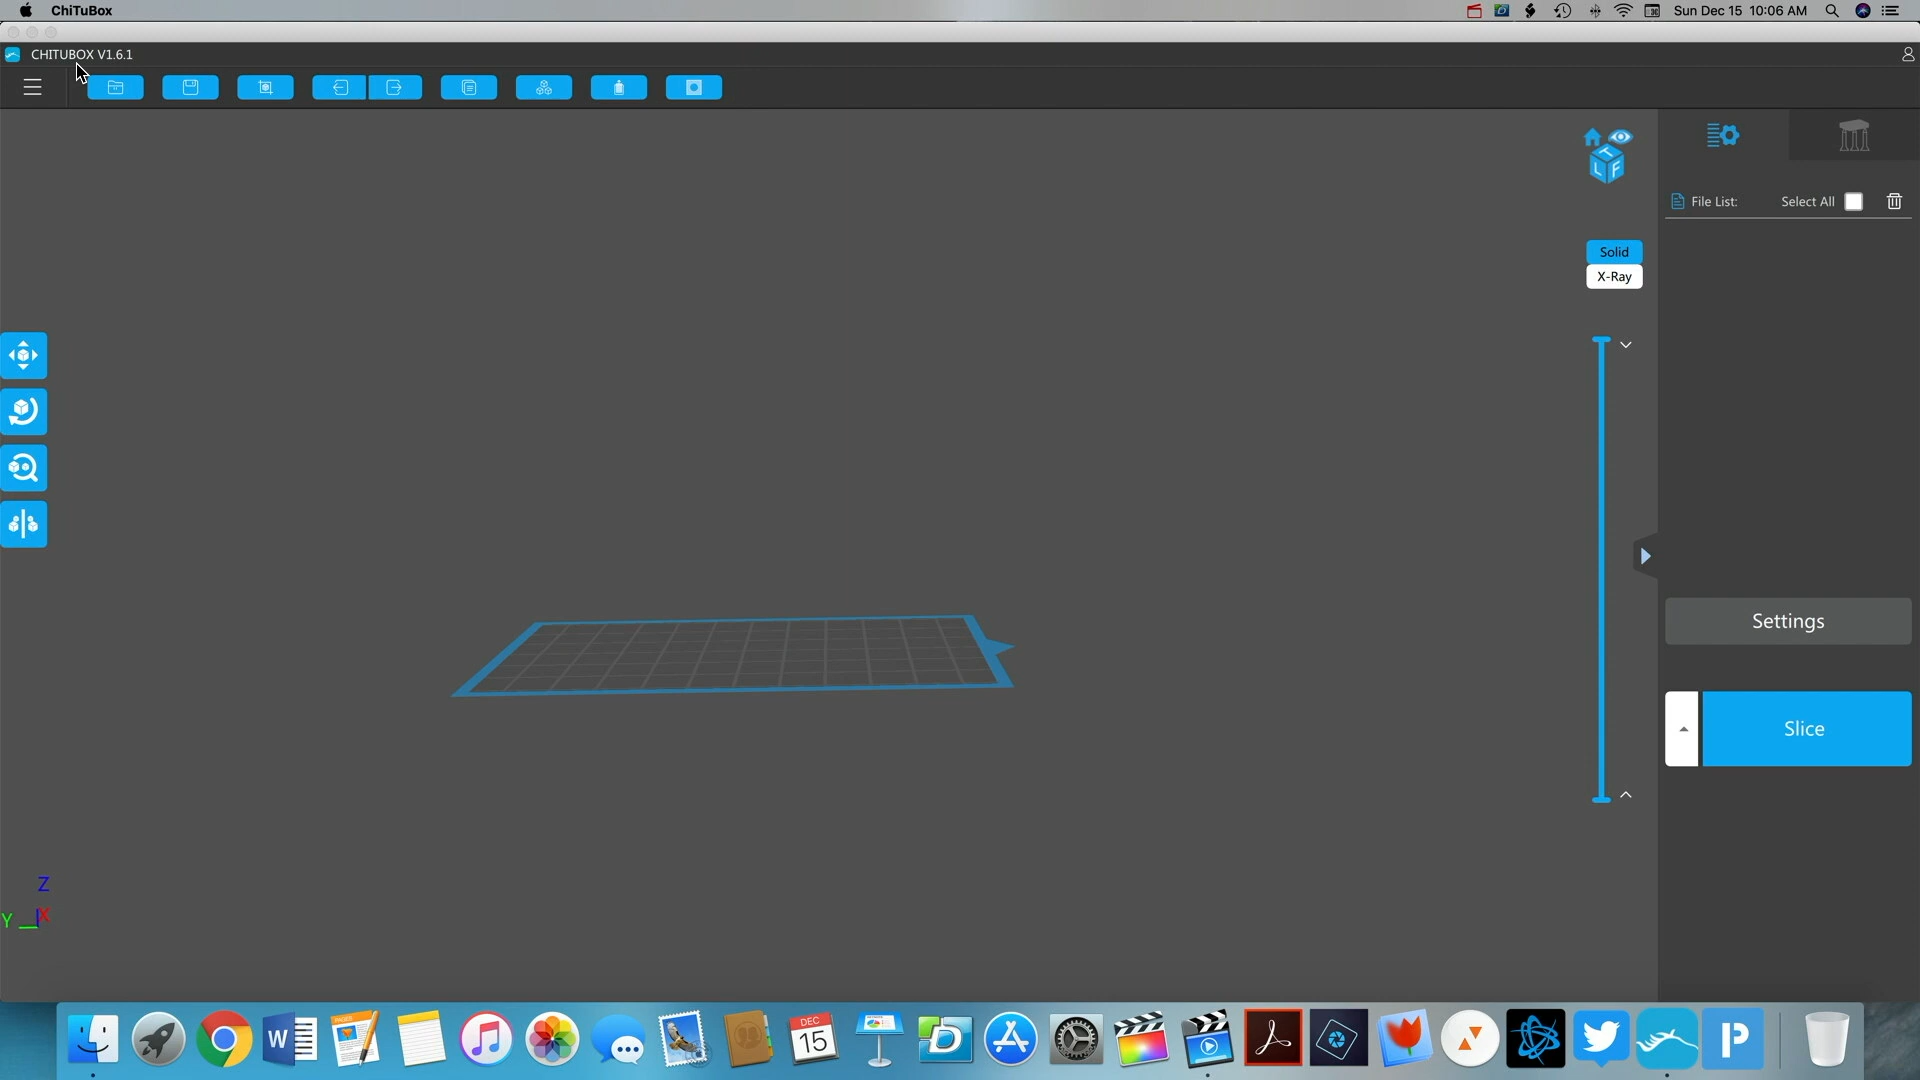 ChiTuBox
Sun Dec 15 10:06 AM
CHITUBOX V1.6.1
T
L F
File List:
Select All
Solid
X-Ray
Settings
Slice
Z
Y X
W
DEC
15
D
P